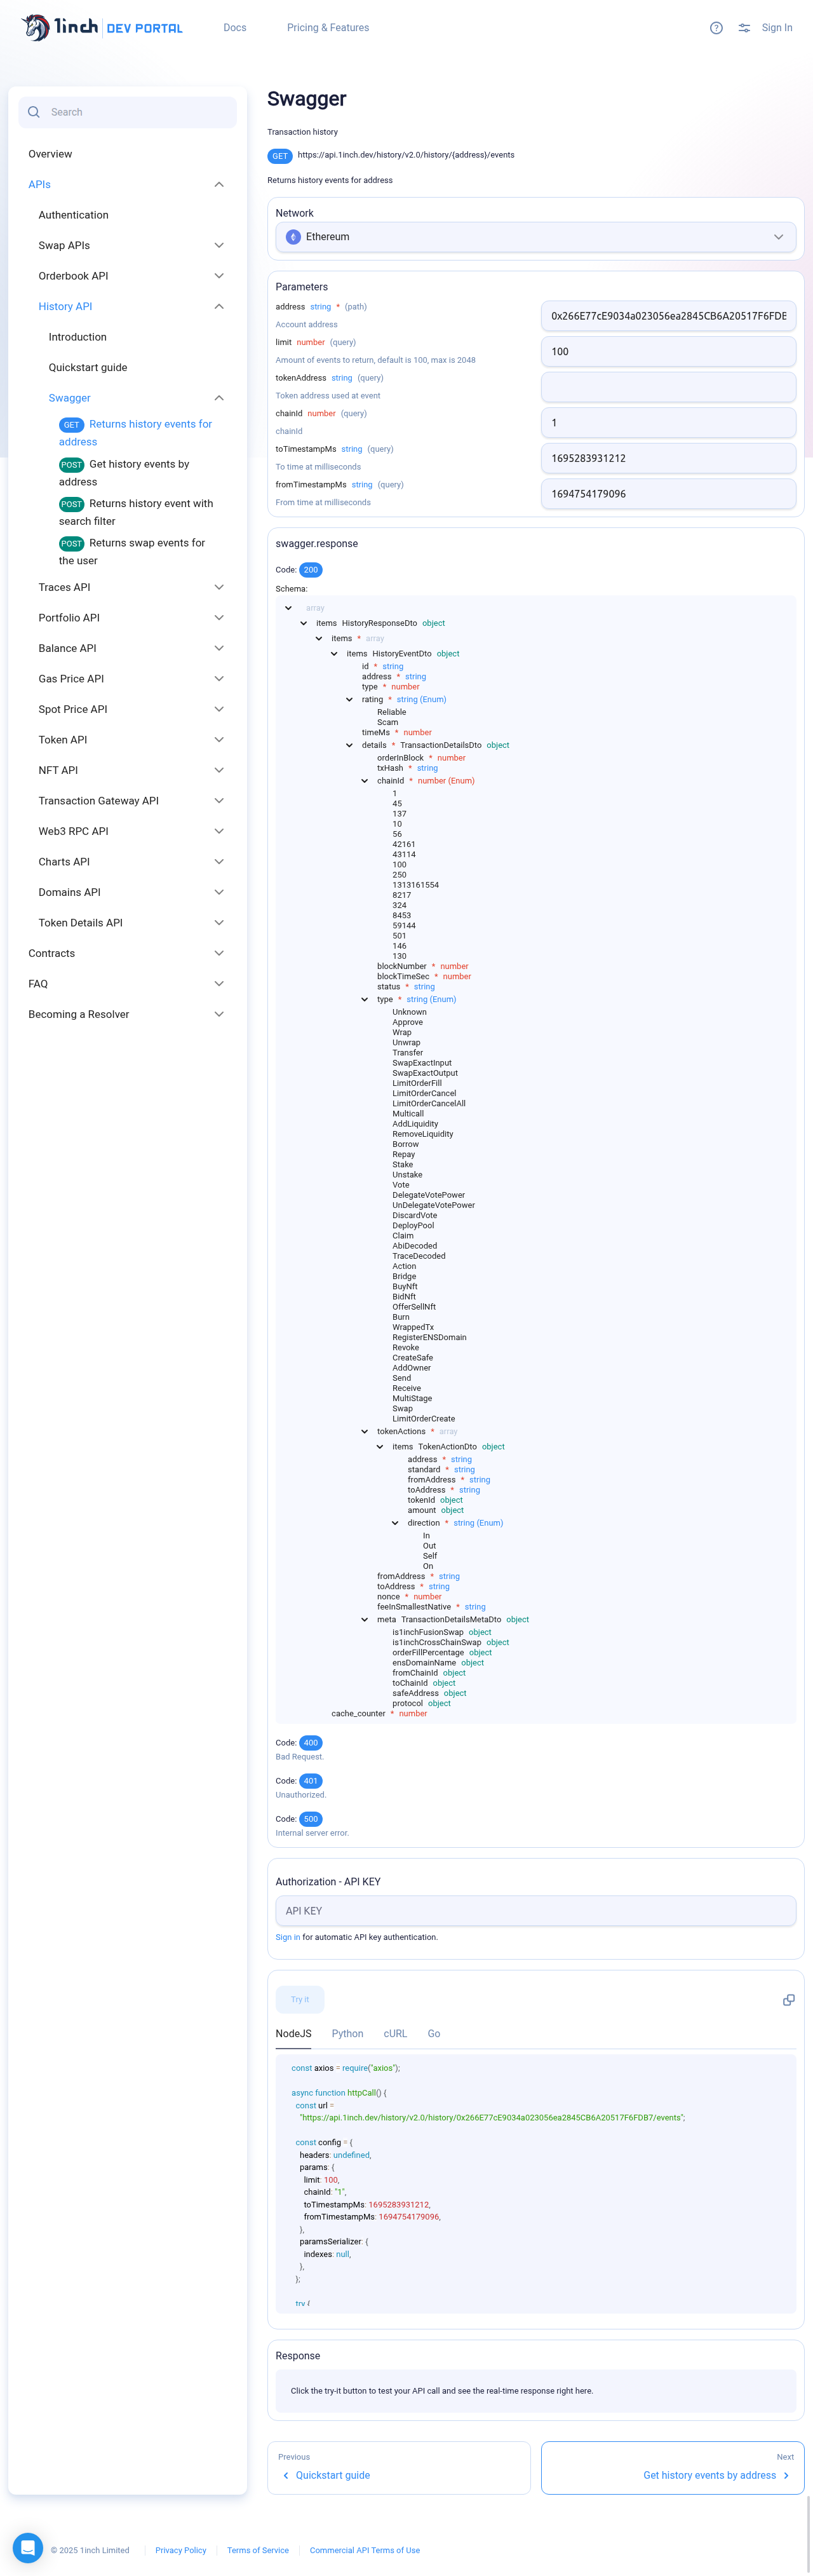 1inch DEV PORTAL
Docs
Pricing & Features
Sign In
Search
Overview
APIs
Authentication
Swap APIs
Orderbook API
History API
Introduction
Quickstart guide
Swagger
GET Returns history events for
address
POST Get history events by
address
POST Returns history event with
search filter
POST Returns swap events for
the user
Traces API
Portfolio API
Balance API
Gas Price API
Spot Price API
Token API
NFT API
Transaction Gateway API
Web3 RPC API
Charts API
Domains API
Token Details API
Contracts
FAQ
Becoming a Resolver
Swagger
Transaction history
GET https://api.1inch.dev/history/v2.0/history/{address}/events
Returns history events for address
Network
Ethereum
Parameters
address string * (path)
Account address
0x266E77cE9034a023056ea2845CB6A20517F6FDE
limit number (query)
Amount of events to return, default is 100, max is 2048
100
tokenAddress string (query)
Token address used at event
chainId number (query)
chainId
1
toTimestampMs string (query)
To time at milliseconds
1695283931212
fromTimestampMs string (query)
From time at milliseconds
1694754179096
swagger.response
Code: 200
Schema:
array
items HistoryResponseDto object
items * array
items HistoryEventDto object
id * string
address * string
type * number
rating * string (Enum)
Reliable
Scam
timeMs * number
details * TransactionDetailsDto object
orderInBlock * number
txHash * string
chainId * number (Enum)
1
45
137
10
56
42161
43114
100
250
1313161554
8217
324
8453
59144
501
146
130
blockNumber * number
blockTimeSec * number
status * string
type * string (Enum)
Unknown
Approve
Wrap
Unwrap
Transfer
SwapExactInput
SwapExactOutput
LimitOrderFill
LimitOrderCancel
LimitOrderCancelAll
Multicall
AddLiquidity
RemoveLiquidity
Borrow
Repay
Stake
Unstake
Vote
DelegateVotePower
UnDelegateVotePower
DiscardVote
DeployPool
Claim
AbiDecoded
TraceDecoded
Action
Bridge
BuyNft
BidNft
OfferSellNft
Burn
WrappedTx
RegisterENSDomain
Revoke
CreateSafe
AddOwner
Send
Receive
MultiStage
Swap
LimitOrderCreate
tokenActions * array
items TokenActionDto object
address * string
standard * string
fromAddress * string
toAddress * string
tokenId object
amount object
direction * string (Enum)
In
Out
Self
On
fromAddress * string
toAddress * string
nonce * number
feeInSmallestNative * string
meta TransactionDetailsMetaDto object
is1inchFusionSwap object
is1inchCrossChainSwap object
orderFillPercentage object
ensDomainName object
fromChainId object
toChainId object
safeAddress object
protocol object
cache_counter * number
Code: 400
Bad Request.
Code: 401
Unauthorized.
Code: 500
Internal server error.
Authorization - API KEY
API KEY
Sign in for automatic API key authentication.
Try it
NodeJS
Python
cURL
Go
const axios = require("axios");
async function httpCall() {
const url =
"https://api.1inch.dev/history/v2.0/history/0x266E77cE9034a023056ea2845CB6A20517F6FDB7/events";
const config = {
headers: undefined,
params: {
limit: 100,
chainId: "1",
toTimestampMs: 1695283931212,
fromTimestampMs: 1694754179096,
},
paramsSerializer: {
indexes: null,
},
};
try {
Response
Click the try-it button to test your API call and see the real-time response right here.
Previous
Quickstart guide
Next
Get history events by address
© 2025 1inch Limited
Privacy Policy
Terms of Service
Commercial API Terms of Use